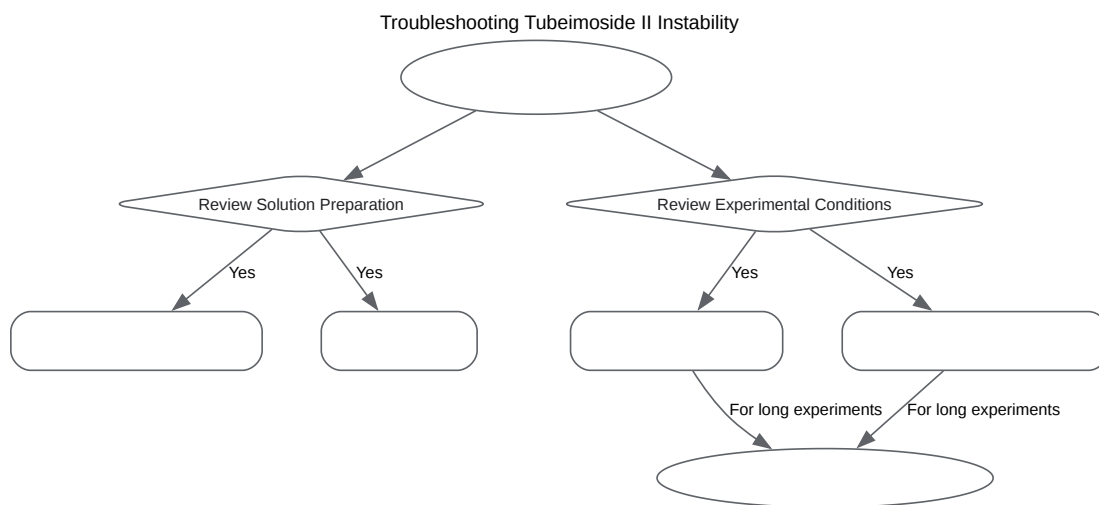 Troubleshooting Tubeimoside II Instability
Review Solution Preparation
Review Experimental Conditions
Yes
Yes
Yes
Yes
For long experiments
For long experiments